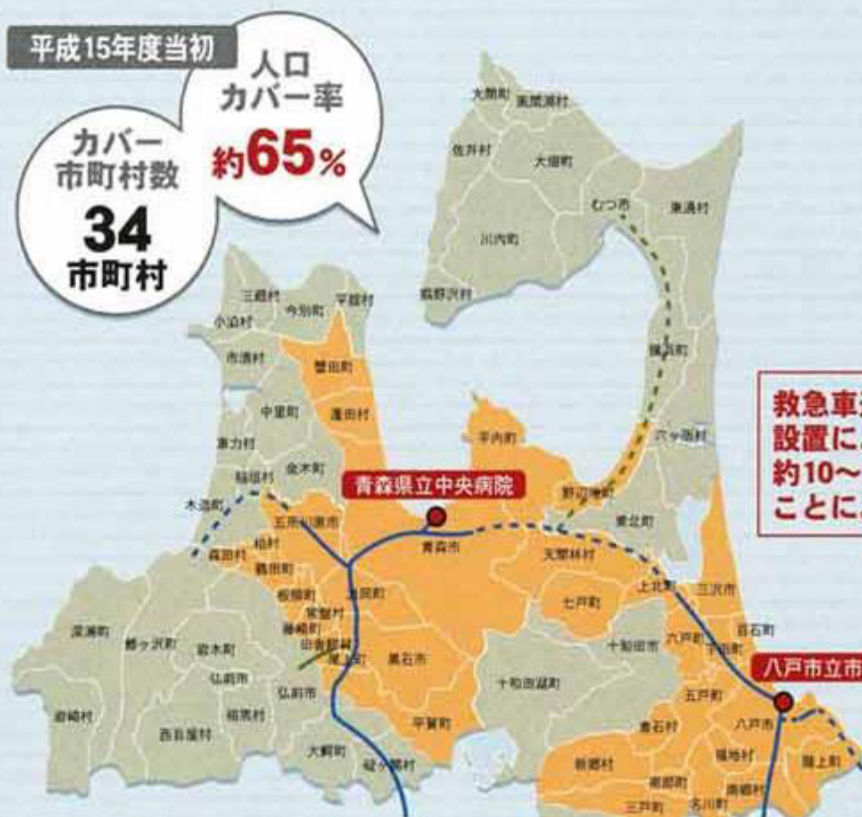 平成15年度当初
人口
カバー率
約65%
カバー
市町村数
34
市町村
大間町
風間浦村
佐井村
大畑町
むつ市
東通村
川内町
脇野沢村
横浜町
六ヶ所村
三厩村
今別町
平舘村
小泊村
市浦村
蟹田町
中里町
蓬田村
車力村
金木町
稲垣村
木造町
平内町
野辺地町
東北町
救急車
設置に
約10～
ことに
青森県立中央病院
五所川原市
青森市
天間林村
柏村
森田村
鶴田町
上北町
三沢市
板柳町
浪岡町
七戸町
常盤村
藤崎町
百石町
六戸町
下田町
田舎館村
尾上町
黒石市
十和田市
深浦町
鰺ヶ沢町
岩木町
弘前市
弘前市
十和田湖町
八戸市立市
五戸町
岩崎村
相馬村
西目屋村
平賀町
倉石村
八戸市
大鰐町
碇ヶ関村
新郷村
福地村
階上町
南部町
南郷村
三戸町
名川町